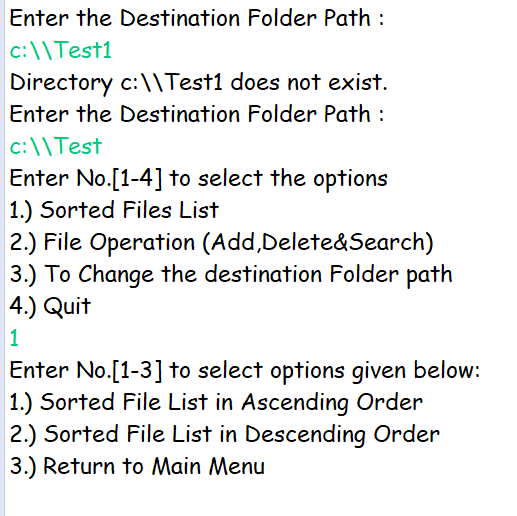 Enter the Destination Folder Path :
c:\\Test1
Directory c:\\Test1 does not exist.
Enter the Destination Folder Path :
c:\\Test
Enter No.[1-4] to select the options
1.) Sorted Files List
2.) File Operation (Add,Delete&Search)
3.) To Change the destination Folder path
4.) Quit
1
Enter No.[1-3] to select options given below:
1.) Sorted File List in Ascending Order
2.) Sorted File List in Descending Order
3.) Return to Main Menu